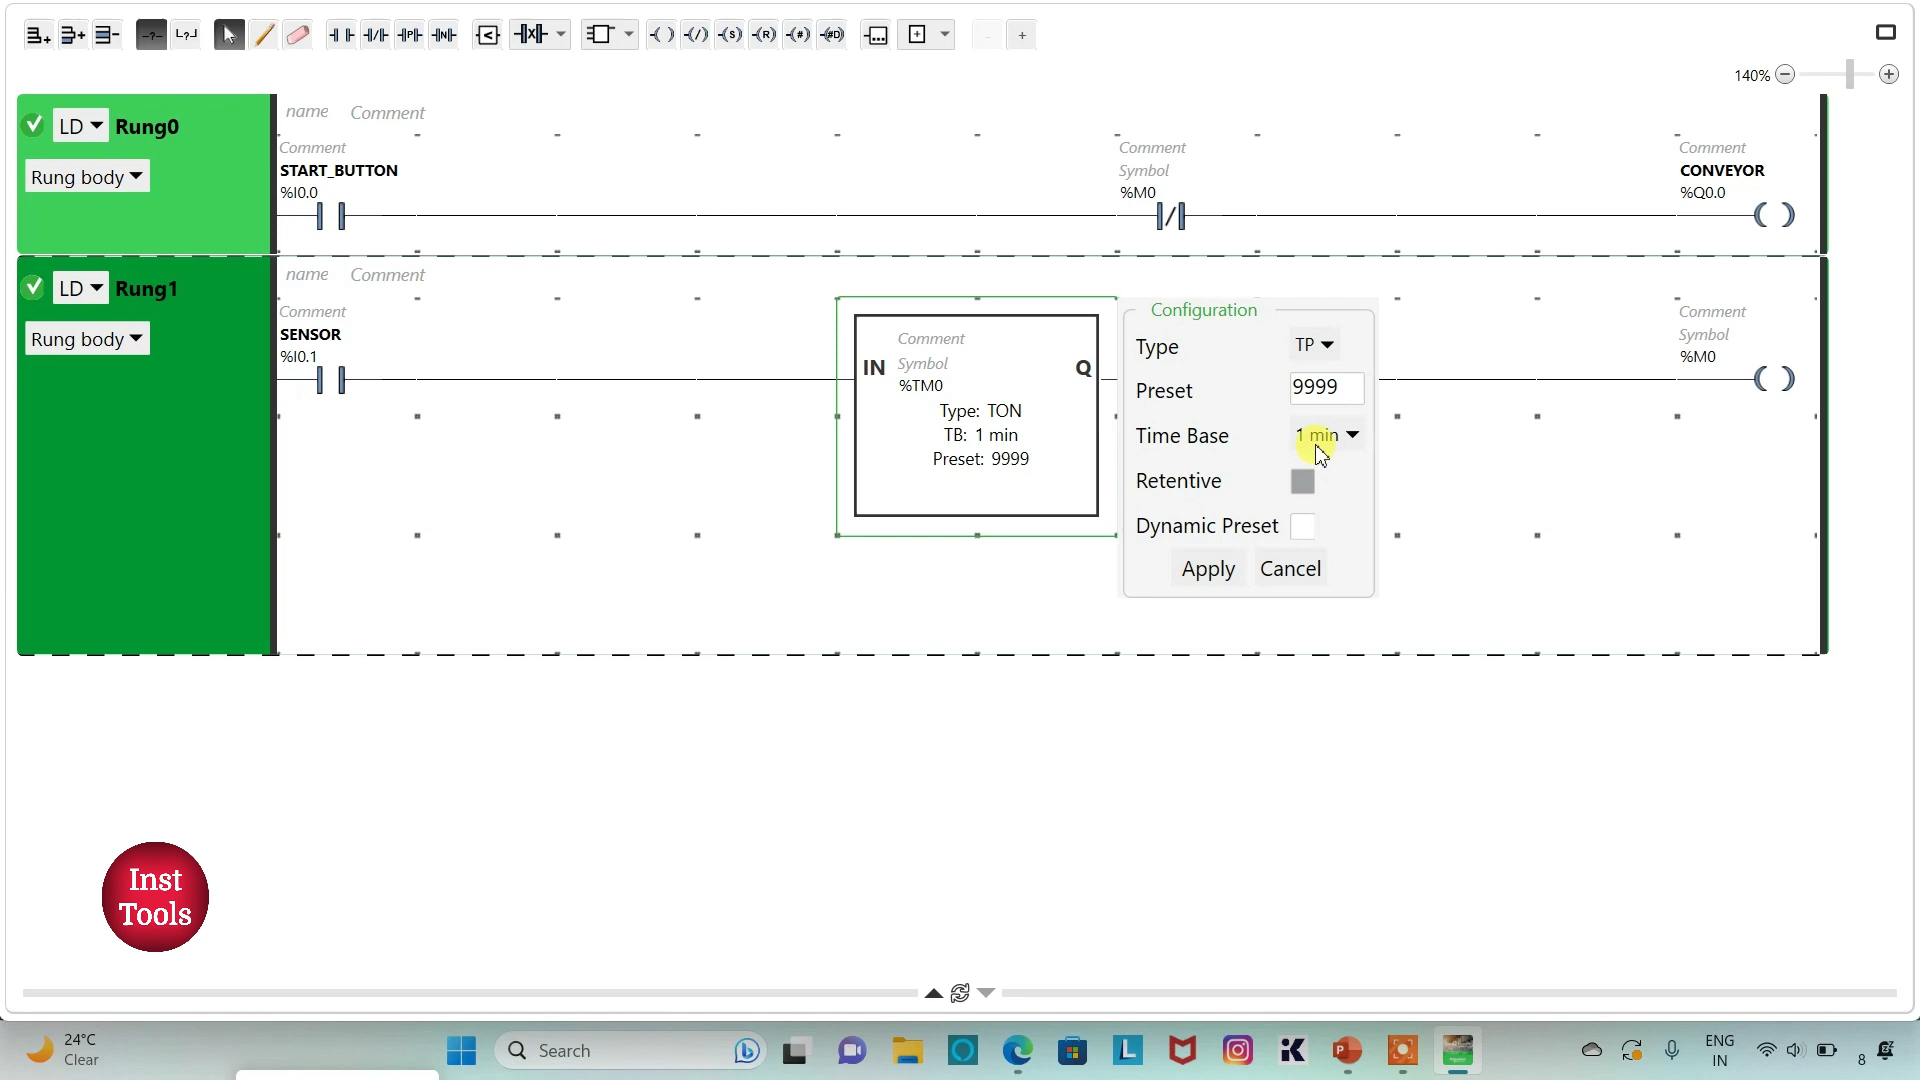 140%
LD Rung0
name Comment
Rung body
Comment
START_BUTTON
%I0.0
Comment
Symbol
%M0
Comment
CONVEYOR
%Q0.0
LD Rung1
name Comment
Rung body
Comment
SENSOR
%I0.1
Comment
Symbol
%TM0
IN
Q
Type: TON
TB: 1 min
Preset: 9999
Configuration
Type TP
Preset 9999
Time Base 1 min
Retentive
Dynamic Preset
Apply Cancel
Comment
Symbol
%M0
Inst
Tools
24°C
Clear
Search
ENG
IN
8